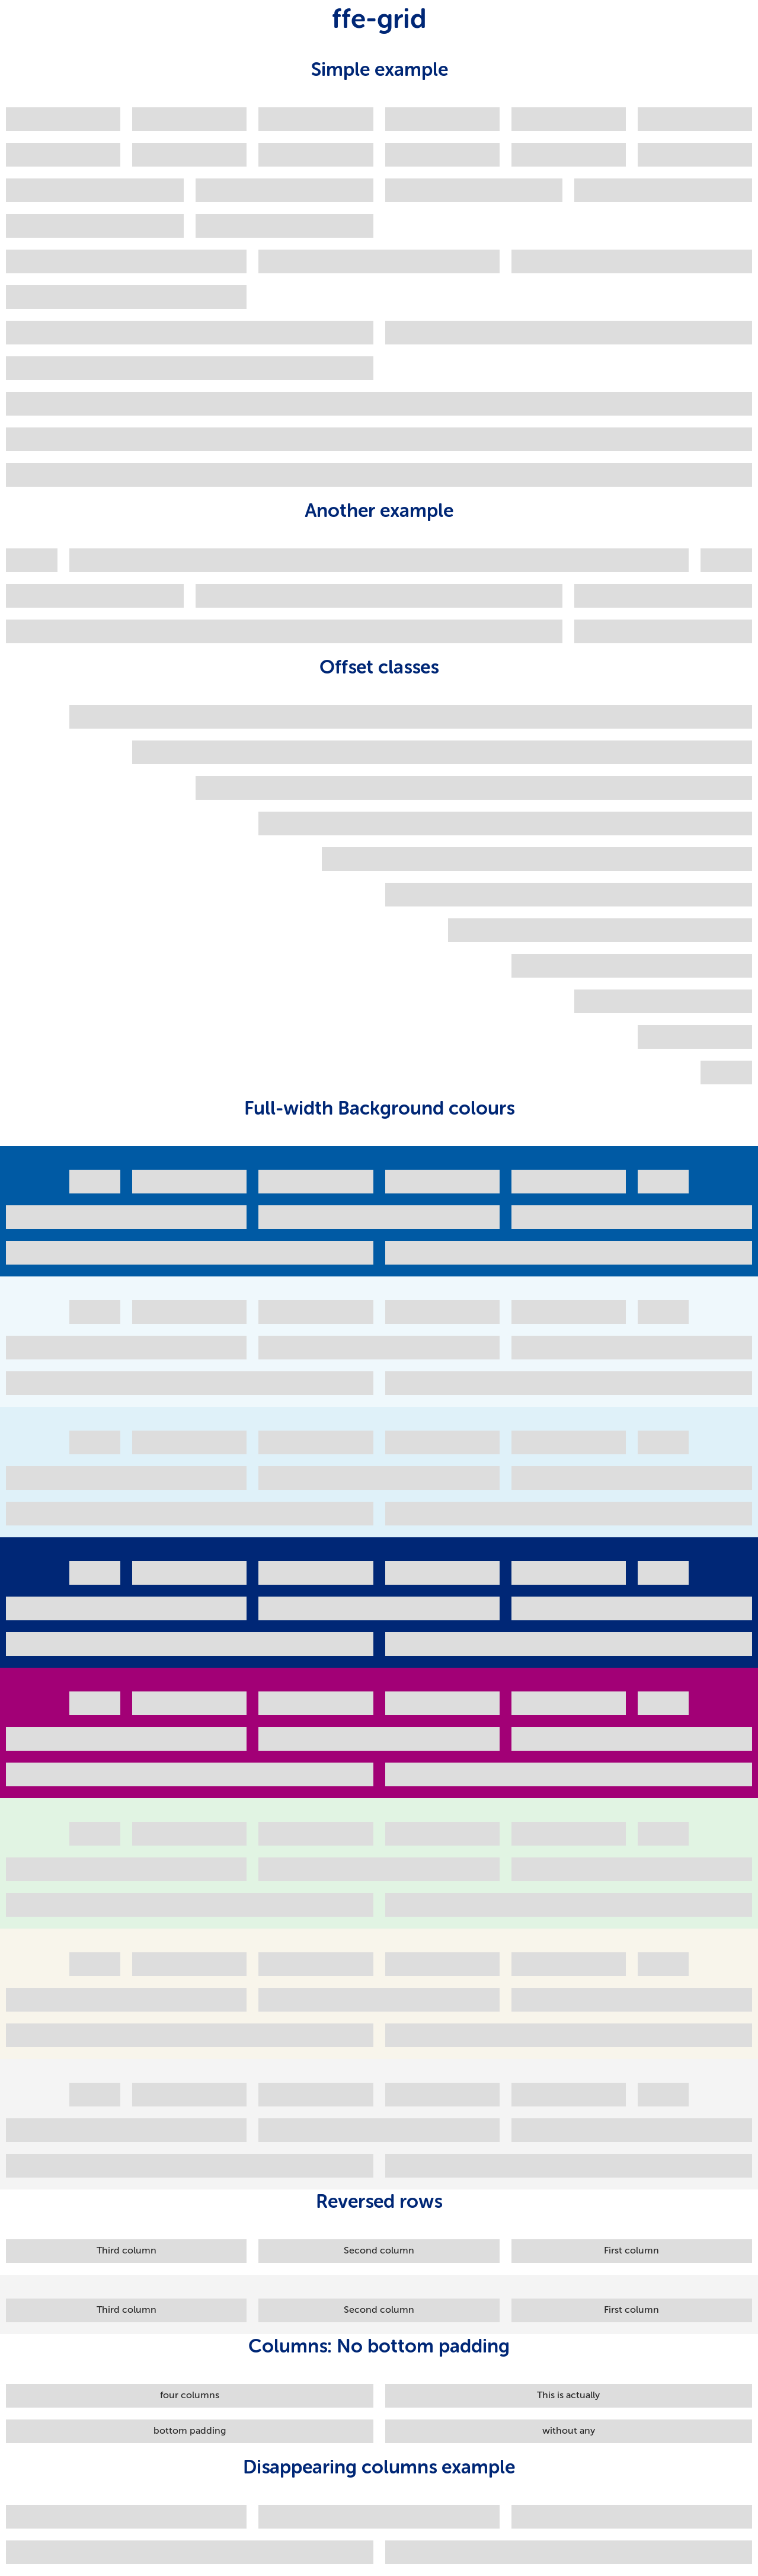 ffe-grid
Simple example
Another example
Offset classes
Full-width Background colours
Reversed rows
Third column Second column First column
Third column Second column First column
Columns: No bottom padding
four columns This is actually
bottom padding without any
Disappearing columns example